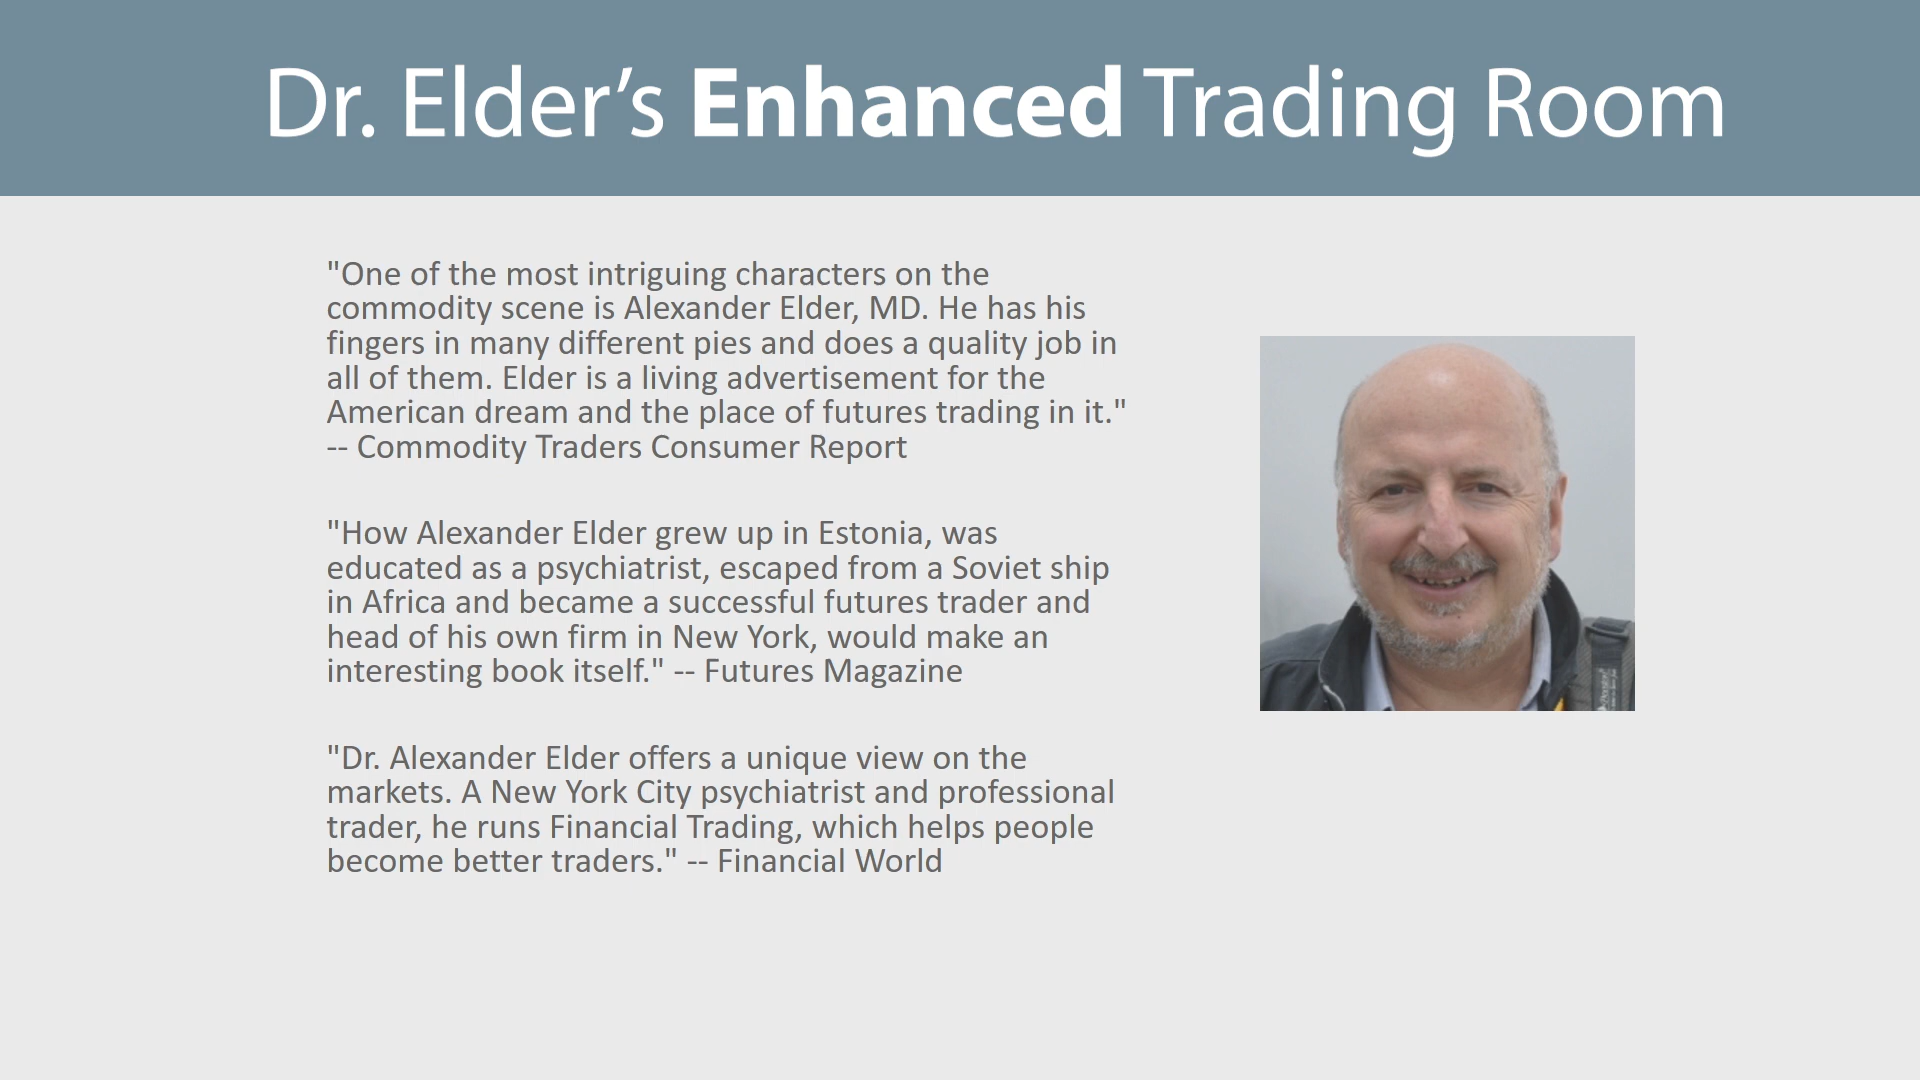 Dr. Elder’s Enhanced Trading Room
"One of the most intriguing characters on the
commodity scene is Alexander Elder, MD. He has his
fingers in many different pies and does a quality job in
all of them. Elder is a living advertisement for the
American dream and the place of futures trading in it."
-- Commodity Traders Consumer Report
"How Alexander Elder grew up in Estonia, was
educated as a psychiatrist, escaped from a Soviet ship
in Africa and became a successful futures trader and
head of his own firm in New York, would make an
interesting book itself." -- Futures Magazine
"Dr. Alexander Elder offers a unique view on the
markets. A New York City psychiatrist and professional
trader, he runs Financial Trading, which helps people
become better traders." -- Financial World